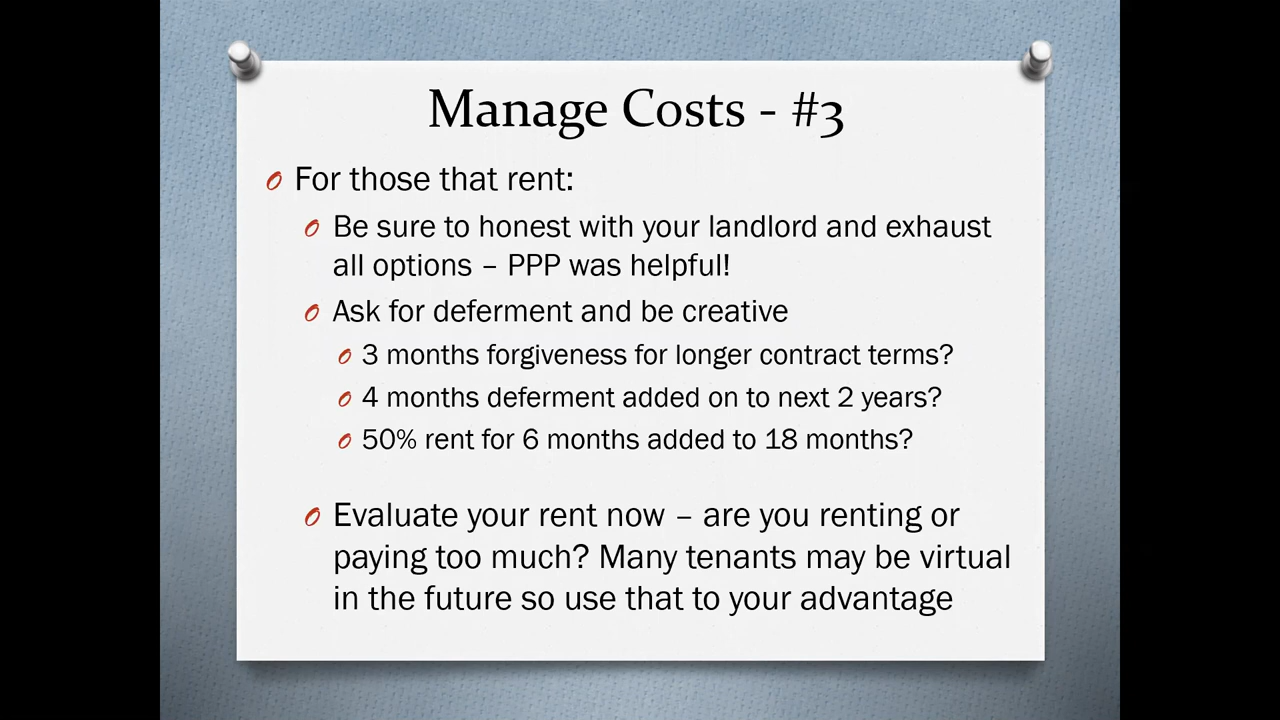 Manage Costs - #3
For those that rent:
Be sure to honest with your landlord and exhaust
all options – PPP was helpful!
Ask for deferment and be creative
3 months forgiveness for longer contract terms?
4 months deferment added on to next 2 years?
50% rent for 6 months added to 18 months?
Evaluate your rent now – are you renting or
paying too much? Many tenants may be virtual
in the future so use that to your advantage